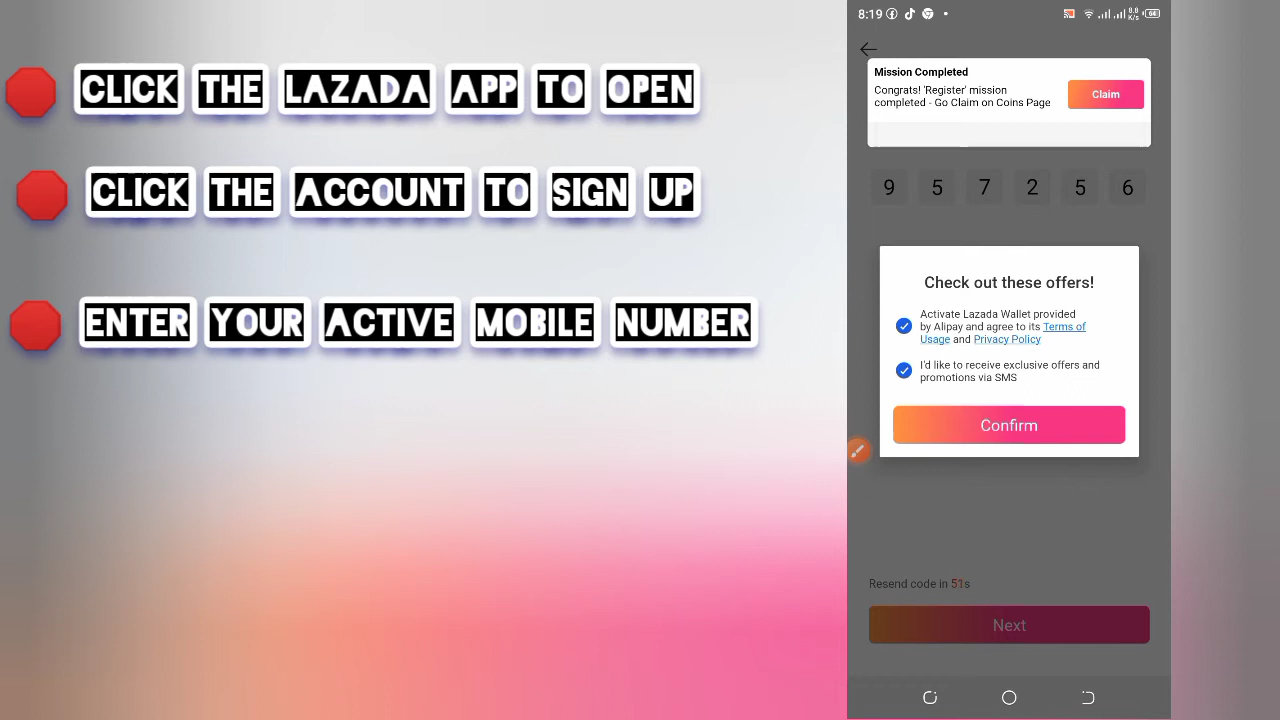 CLICK THE LAZADA APP TO OPEN
CLICK THE ACCOUNT TO SIGN UP
ENTER YOUR ACTIVE MOBILE NUMBER
8:19
0.0 K/s
64
Mission Completed
Congrats! 'Register' mission
completed - Go Claim on Coins Page
Claim
9 5 7 2 5 6
Check out these offers!
Activate Lazada Wallet provided
by Alipay and agree to its Terms of
Usage and Privacy Policy
I'd like to receive exclusive offers and
promotions via SMS
Confirm
Resend code in 51s
Next